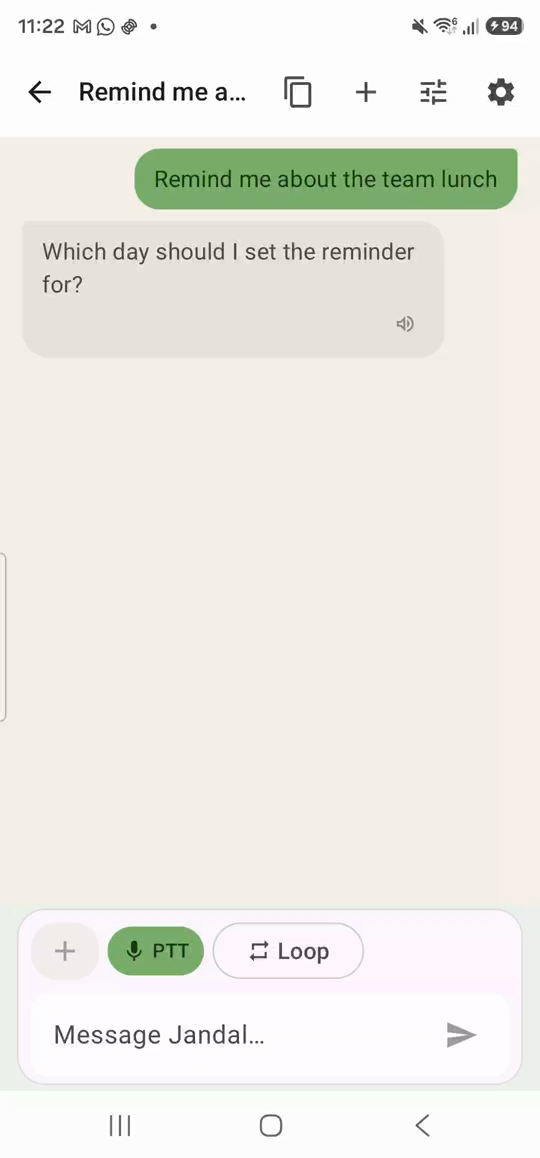 11:22
6
94
Remind me a...
Remind me about the team lunch
Which day should I set the reminder
for?
PTT
Loop
Message Jandal...